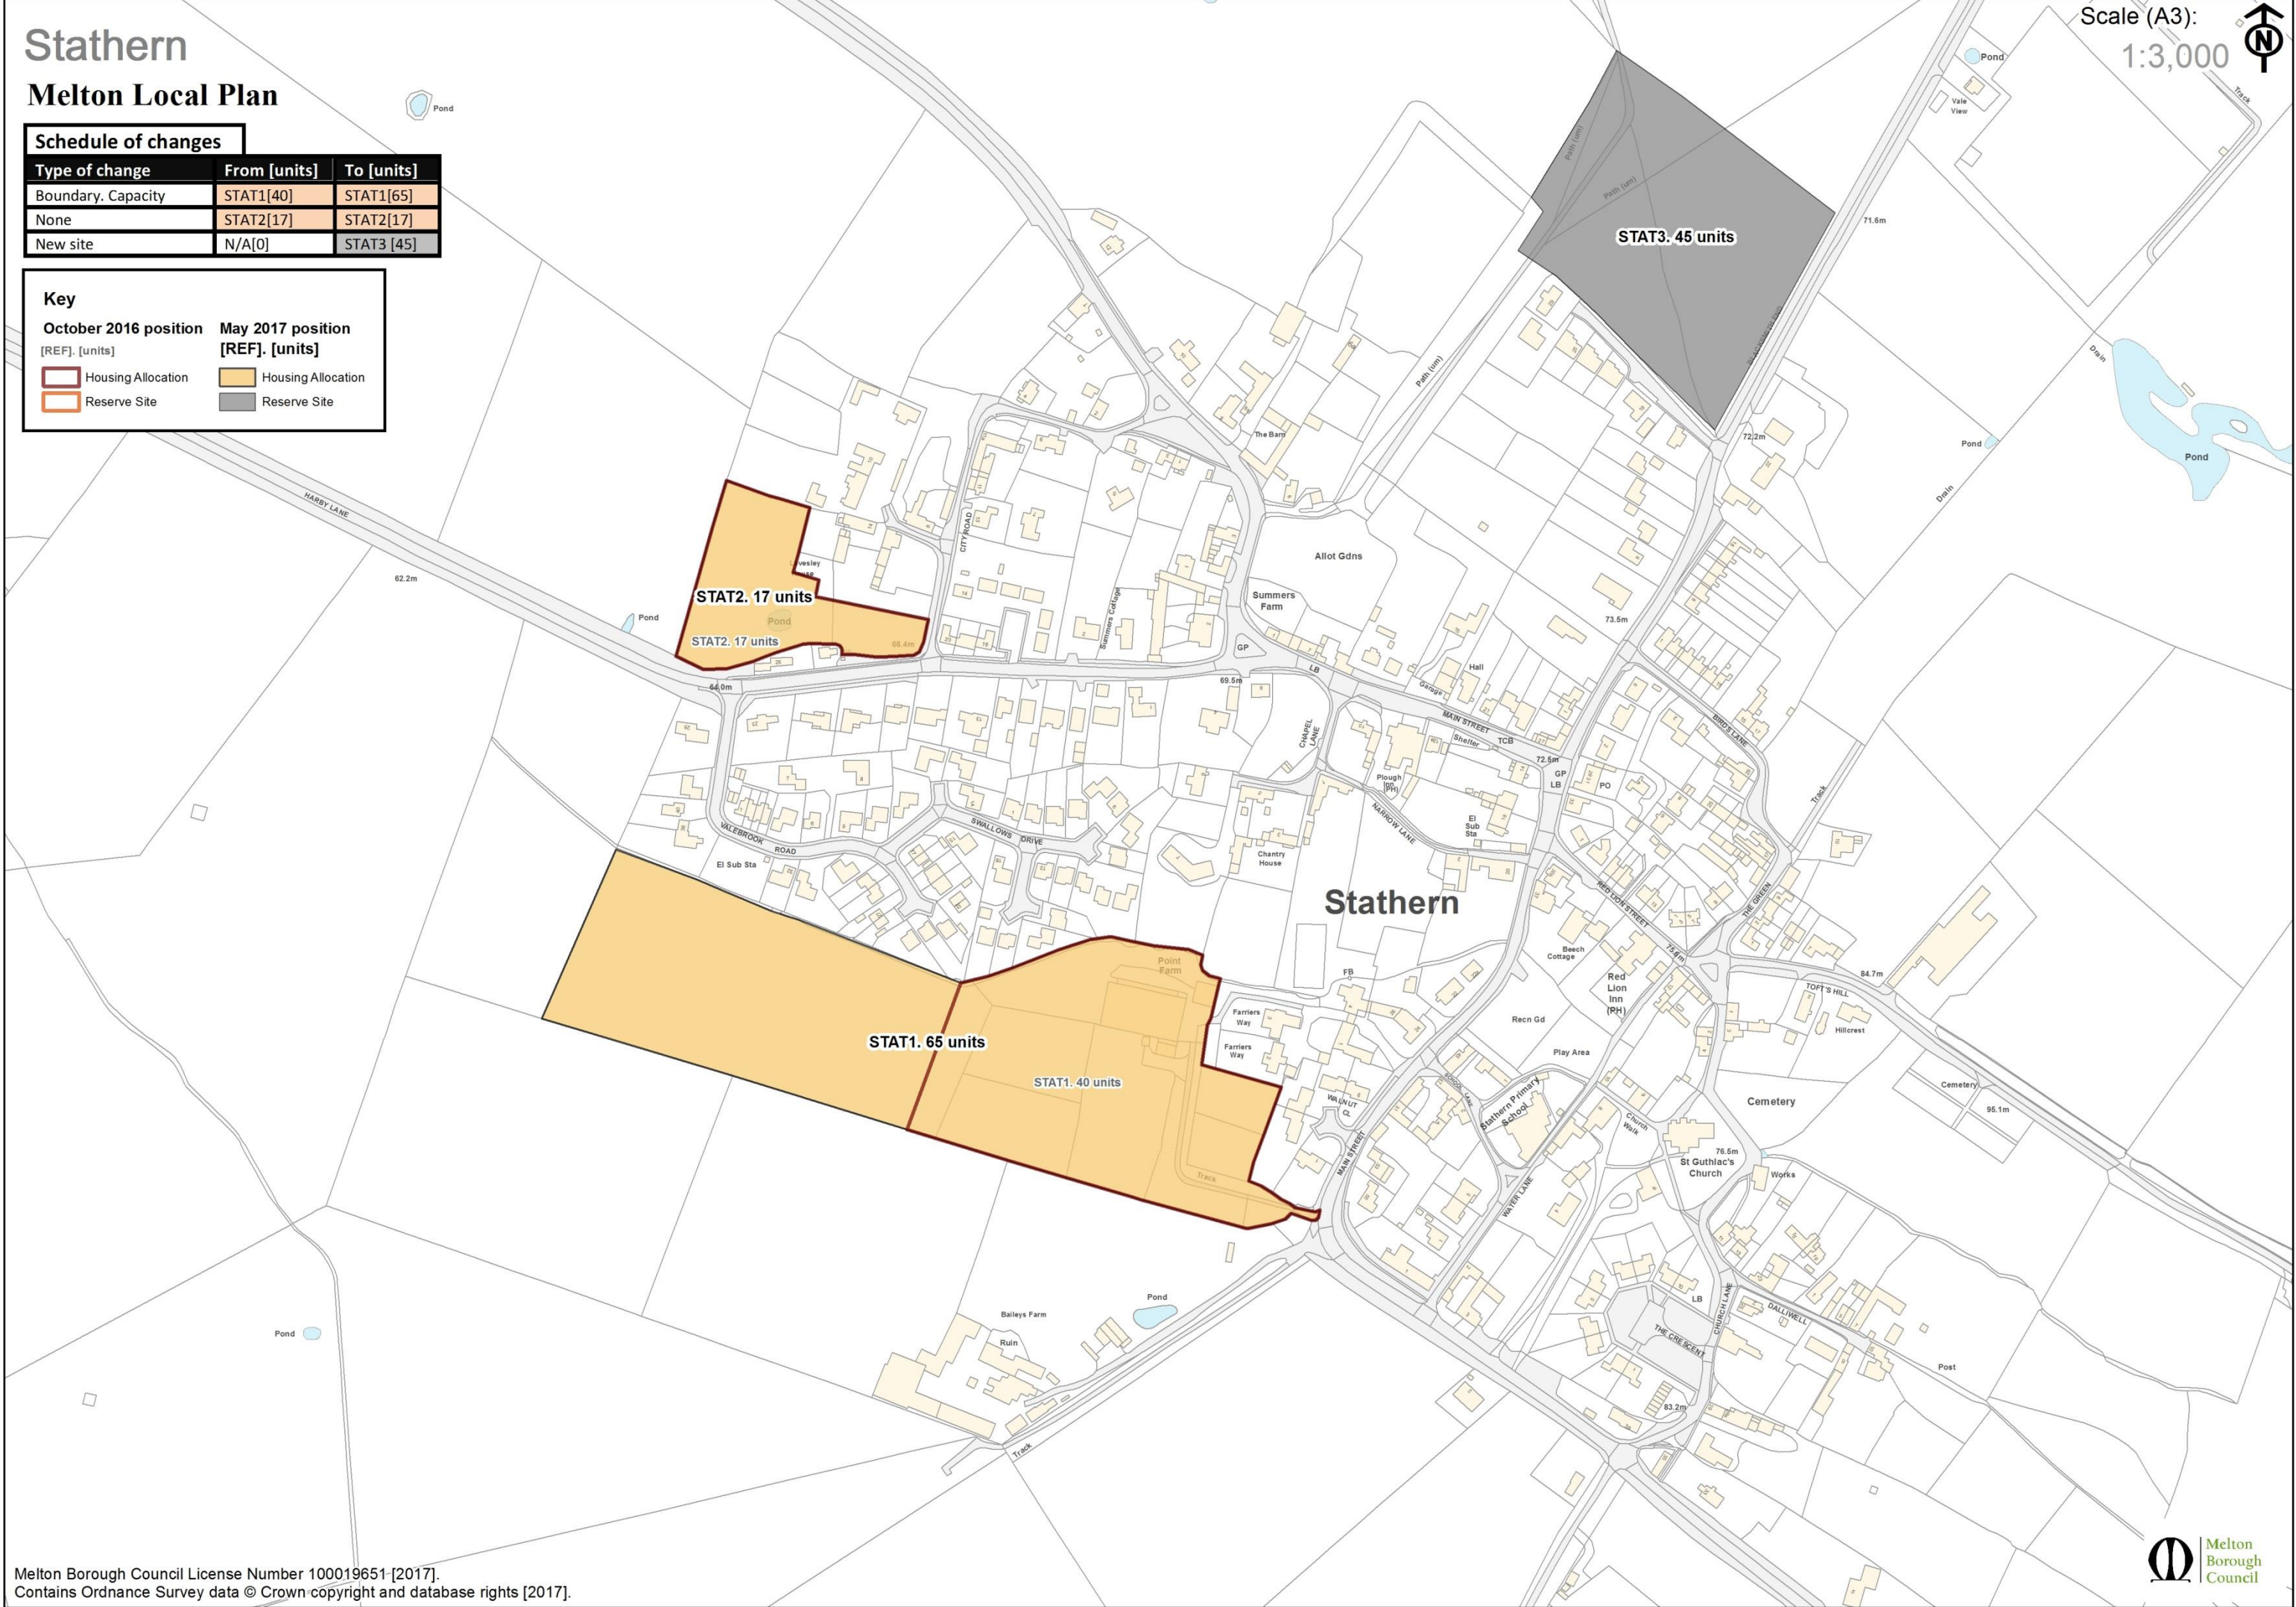 Stathern
Melton Local Plan
Scale (A3):
1:3,000
N
Schedule of changes
Type of change From [units] To [units]
Boundary. Capacity STAT1[40] STAT1[65]
None STAT2[17] STAT2[17]
New site N/A[0] STAT3 [45]
Key
October 2016 position May 2017 position
[REF]. [units] [REF]. [units]
Housing Allocation Housing Allocation
Reserve Site Reserve Site
Pond
Pond
Vale
View
Track
Path (um)
Path (um)
STAT3. 45 units
71.6m
Path (um)
Drain
72.2m
Pond
Pond
Drain
The Barn
HARBY LANE
62.2m
CITY ROAD
Allot Gdns
STAT2. 17 units
Pond
Pond
STAT2. 17 units
68.4m
Summers Cottage
Summers
Farm
73.5m
GP
LB
Hall
Garage
64.0m
69.5m
CHAPEL
LANE
MAIN STREET
Shelter
TCB
72.5m
GP
LB
PO
BIRDS LANE
Track
Plough
Inn
(PH)
NARROW LANE
El
Sub
Sta
VALEBROOK ROAD
SWALLOWS DRIVE
El Sub Sta
Chantry
House
Stathern
RED LION STREET
THE GREEN
Beech
Cottage
75.6m
84.7m
TOFT'S HILL
Hillcrest
Point
Farm
FB
Red
Lion
Inn
(PH)
Recn Gd
Farriers
Way
Farriers
Way
STAT1. 65 units
STAT1. 40 units
Play Area
SCHOOL LANE
Stathern Primary
School
WALNUT
CL
Church
Walk
Cemetery
Cemetery
95.1m
MAIN STREET
76.5m
St Guthlac's
Church
Works
Track
WATER LANE
Pond
Baileys Farm
Ruin
Pond
LB
CHURCH LANE
DALLIWELL
THE CRESCENT
Post
83.2m
Track
Melton Borough Council License Number 100019651 [2017].
Contains Ordnance Survey data © Crown copyright and database rights [2017].
Melton
Borough
Council